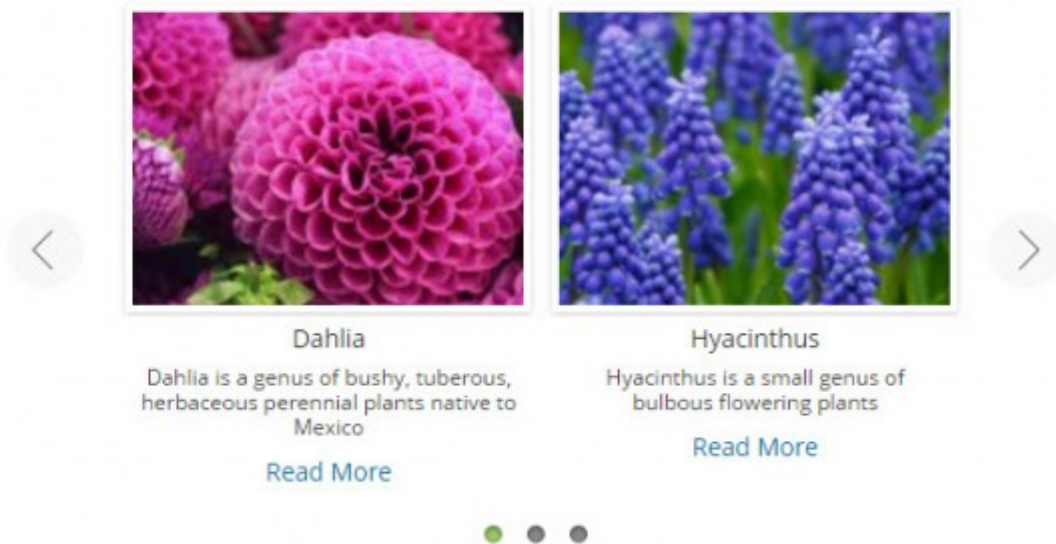 Dahlia
Dahlia is a genus of bushy, tuberous,
herbaceous perennial plants native to
Mexico
Read More
Hyacinthus
Hyacinthus is a small genus of
bulbous flowering plants
Read More